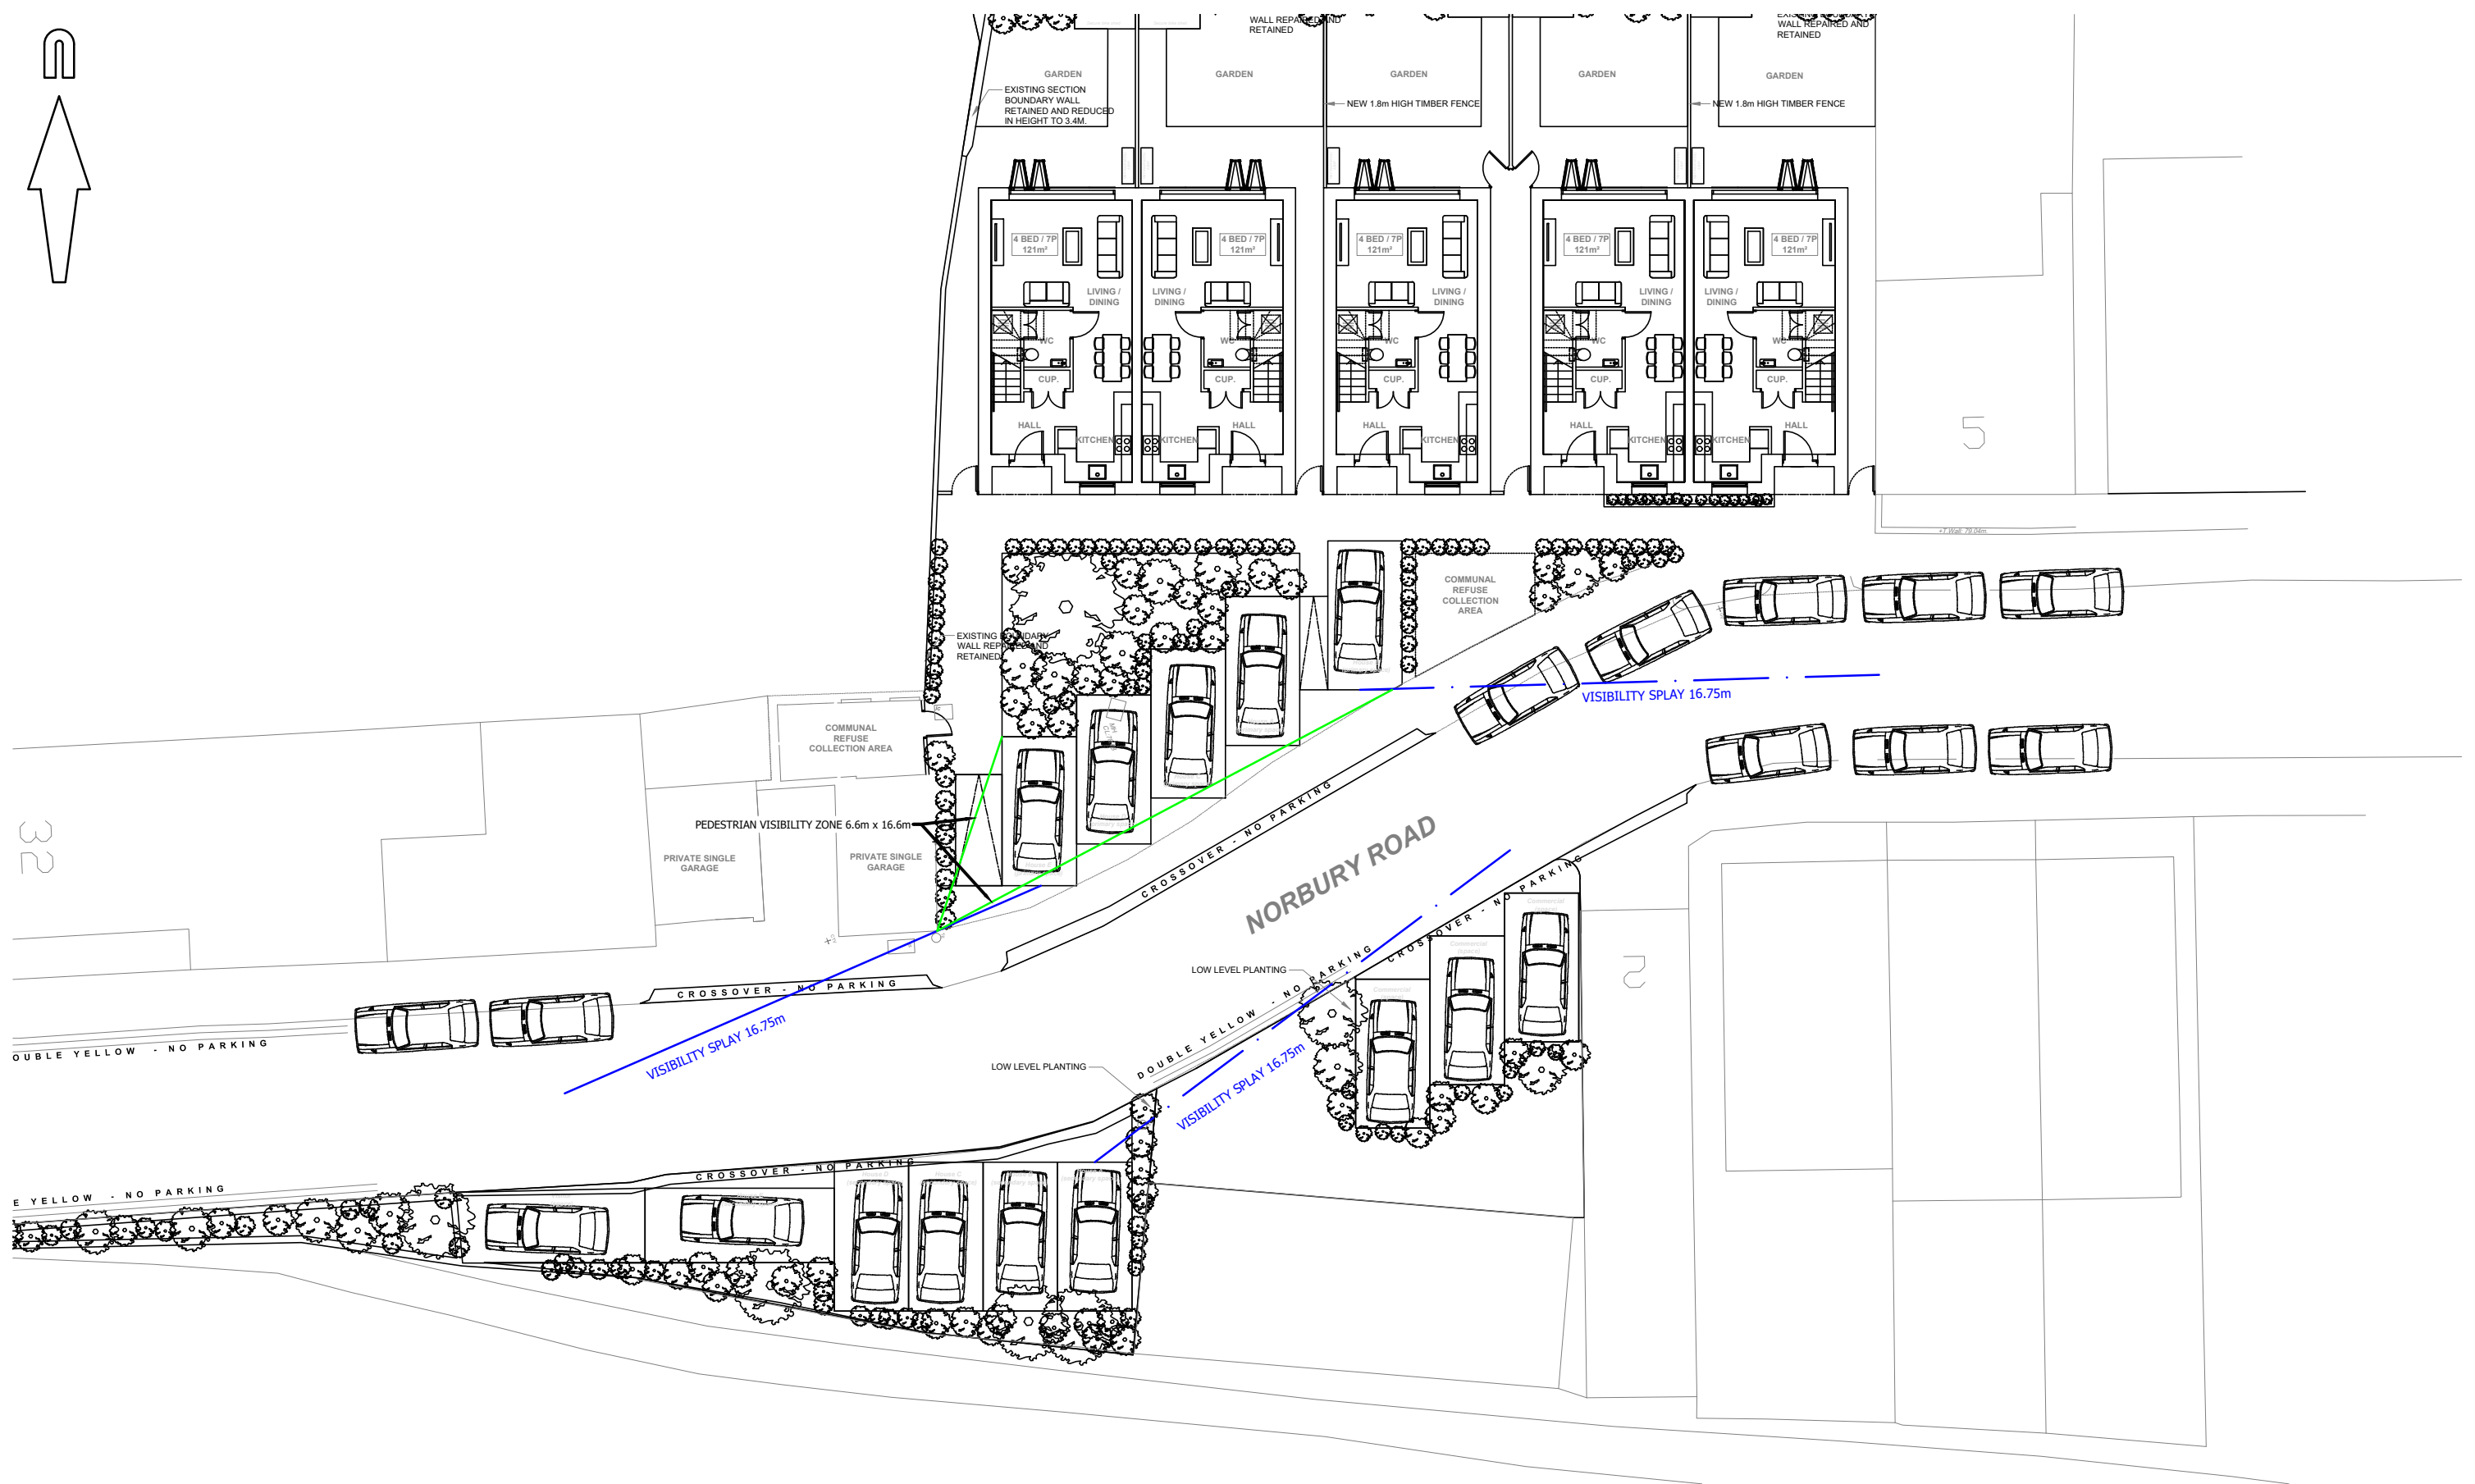 WALL REPAIRED AND
RETAINED
WALL REPAIRED AND
RETAINED
GARDEN
GARDEN
GARDEN
GARDEN
GARDEN
EXISTING SECTION
BOUNDARY WALL
RETAINED AND REDUCED
IN HEIGHT TO 3.4M.
NEW 1.8m HIGH TIMBER FENCE
NEW 1.8m HIGH TIMBER FENCE
4 BED / 7P
121m²
4 BED / 7P
121m²
4 BED / 7P
121m²
4 BED / 7P
121m²
4 BED / 7P
121m²
LIVING /
DINING
LIVING /
DINING
LIVING /
DINING
LIVING /
DINING
LIVING /
DINING
WC
WC
WC
WC
WC
CUP.
CUP.
CUP.
CUP.
CUP.
HALL
KITCHEN
KITCHEN
HALL
HALL
KITCHEN
HALL
KITCHEN
KITCHEN
HALL
5
+T.Wall: 79.04m
COMMUNAL
REFUSE
COLLECTION
AREA
EXISTING BOUNDARY
WALL REPAIRED AND
RETAINED
VISIBILITY SPLAY 16.75m
COMMUNAL
REFUSE
COLLECTION AREA
MH
PEDESTRIAN VISIBILITY ZONE 6.6m x 16.6m
32
PRIVATE SINGLE
GARAGE
PRIVATE SINGLE
GARAGE
CROSSOVER - NO PARKING
NORBURY ROAD
CROSSOVER - NO PARKING
Commercial
Commercial
Commercial
2
LOW LEVEL PLANTING
DOUBLE YELLOW - NO PARKING
CROSSOVER - NO PARKING
VISIBILITY SPLAY 16.75m
OUBLE YELLOW - NO PARKING
LOW LEVEL PLANTING
VISIBILITY SPLAY 16.75m
CROSSOVER - NO PARKING
E YELLOW - NO PARKING